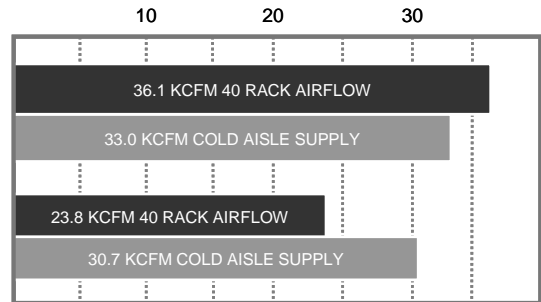 10 20 30
36.1 KCFM 40 RACK AIRFLOW
33.0 KCFM COLD AISLE SUPPLY
23.8 KCFM 40 RACK AIRFLOW
30.7 KCFM COLD AISLE SUPPLY